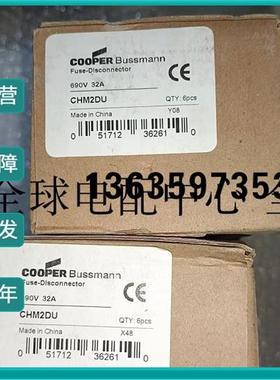 COOPER Bussmann
Fuse-Disconnector
690V 32A
CHM2DU
QTY: 6pcs
Made in China
Y08
0 51712 36261 0
CE
营
障
1363597353
全球电配中心
发
年
COOPER Bussmann
Fuse-Disconnector
690V 32A
CHM2DU
QTY: 6pcs
Made in China
X48
0 51712 36261 0
CE